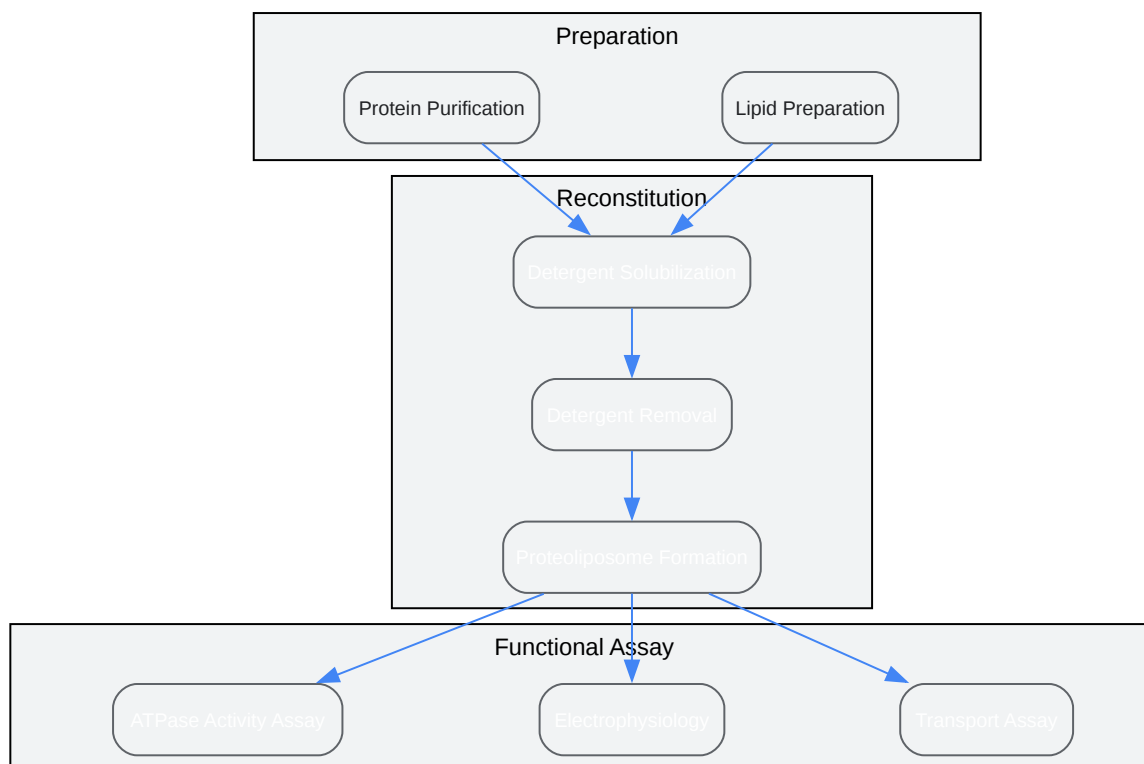 Preparation
Protein Purification
Lipid Preparation
Reconstitution
Detergent Solubilization
Detergent Removal
Proteoliposome Formation
Functional Assay
ATPase Activity Assay
Electrophysiology
Transport Assay